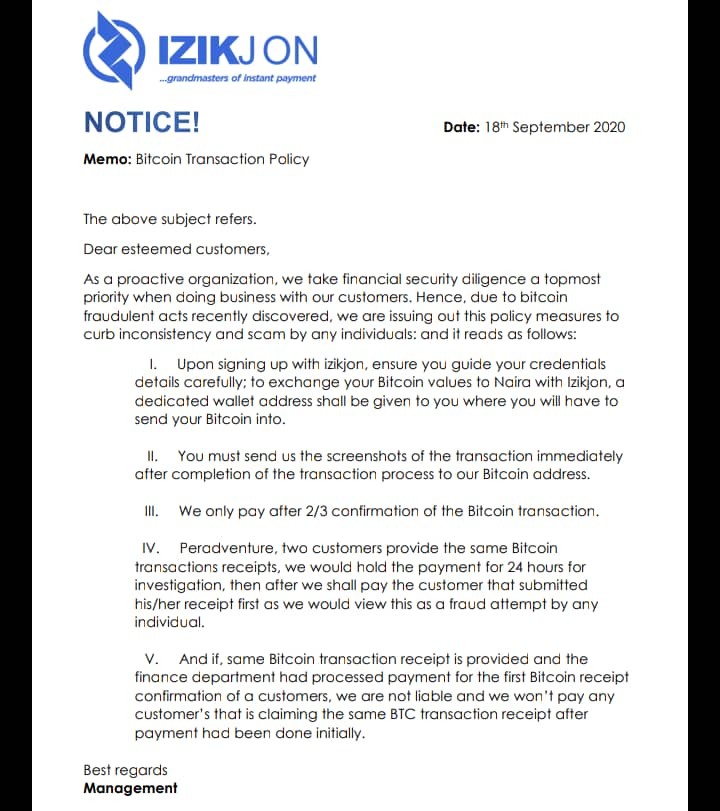 IZIKJON
...grandmasters of instant payment
NOTICE!
Date: 18th September 2020
Memo: Bitcoin Transaction Policy
The above subject refers.
Dear esteemed customers,
As a proactive organization, we take financial security diligence a topmost
priority when doing business with our customers. Hence, due to bitcoin
fraudulent acts recently discovered, we are issuing out this policy measures to
curb inconsistency and scam by any individuals: and it reads as follows:
I. Upon signing up with izikjon, ensure you guide your credentials
details carefully; to exchange your Bitcoin values to Naira with Izikjon, a
dedicated wallet address shall be given to you where you will have to
send your Bitcoin into.
II. You must send us the screenshots of the transaction immediately
after completion of the transaction process to our Bitcoin address.
III. We only pay after 2/3 confirmation of the Bitcoin transaction.
IV. Peradventure, two customers provide the same Bitcoin
transactions receipts, we would hold the payment for 24 hours for
investigation, then after we shall pay the customer that submitted
his/her receipt first as we would view this as a fraud attempt by any
individual.
V. And if, same Bitcoin transaction receipt is provided and the
finance department had processed payment for the first Bitcoin receipt
confirmation of a customers, we are not liable and we won't pay any
customer's that is claiming the same BTC transaction receipt after
payment had been done initially.
Best regards
Management